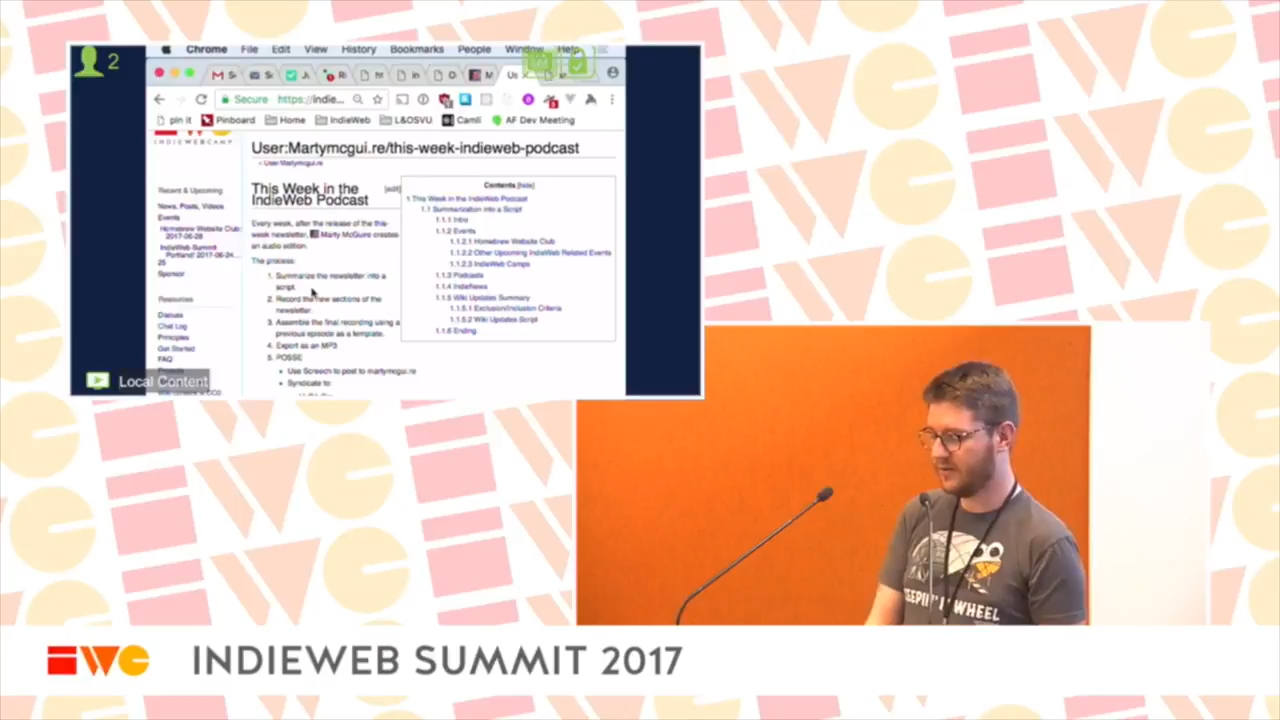 2
Chrome File Edit View History Bookmarks People Window Help
Secure https://indie...
pin it Pinboard Home IndieWeb L&OSVU Camli AF Dev Meeting
INDIEWEBCAMP
User:Martymcgui.re/this-week-indieweb-podcast
< User:Martymcgui.re
Recent & Upcoming
News, Posts, Videos
Events
Homebrew Website Club:
2017-06-28
IndieWeb Summit
Portland! 2017-06-24...
25
Sponsor
Resources
Discuss
Chat Log
Principles
Get Started
FAQ
This Week in the [edit]
IndieWeb Podcast
Every week, after the release of the this-
week newsletter, Marty McGuire creates
an audio edition.
The process:
1. Summarize the newsletter into a
script.
2. Record the new sections of the
newsletter.
3. Assemble the final recording using a
previous episode as a template.
4. Export as an MP3
5. POSSE
Use Screech to post to martymcgui.re
Syndicate to:
Contents [hide]
1 This Week in the IndieWeb Podcast
1.1 Summarization into a Script
1.1.1 Intro
1.1.2 Events
1.1.2.1 Homebrew Website Club
1.1.2.2 Other Upcoming IndieWeb Related Events
1.1.2.3 IndieWeb Camps
1.1.3 Podcasts
1.1.4 IndieNews
1.1.5 Wiki Updates Summary
1.1.5.1 Exclusion/Inclusion Criteria
1.1.5.2 Wiki Updates Script
1.1.6 Ending
Local Content
WHEEL
INDIEWEB SUMMIT 2017